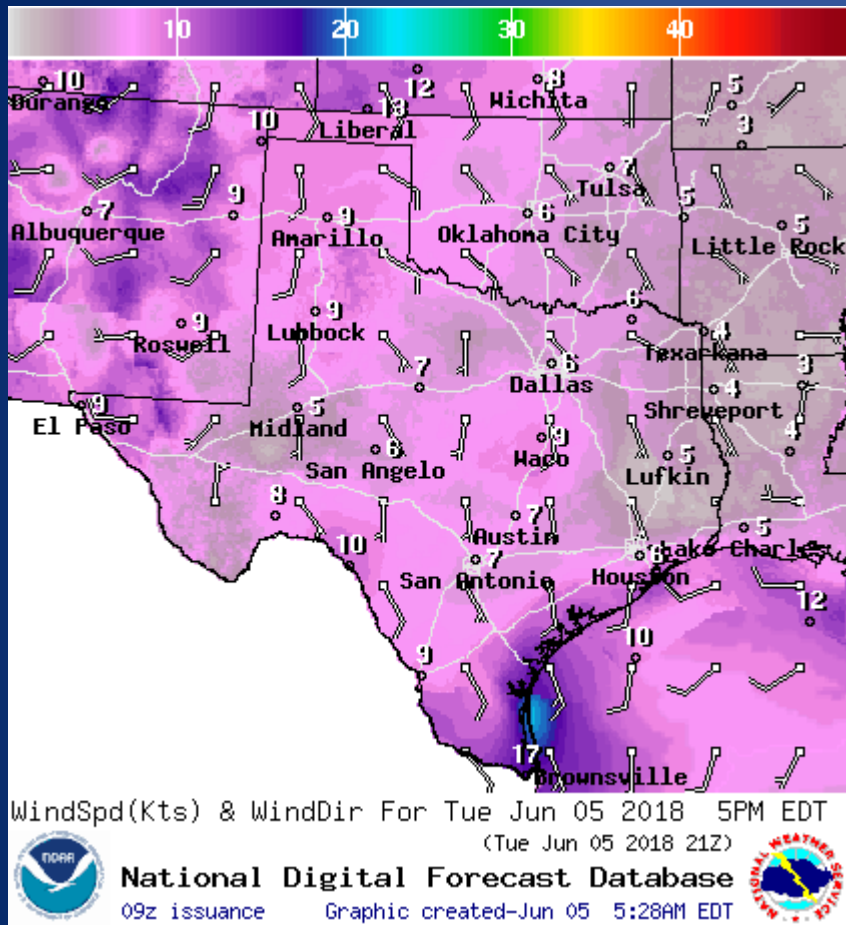 10 20 30 40
10 12 9 5
Durango Wichita
13
Liberal
10 3
7
Tulsa
7 9 9 6 5 5
Albuquerque Amarillo Oklahoma City Little Rock
9 9 6 4
Roswell Lubbock Texarkana
7 6 3
Dallas
9 5 4
El Paso Midland Shreveport
6 9 5 4
San Angelo Waco Lufkin
8 7 5
Austin Lake Charles
10 7 6
San Antonio Houston
12
9 10
17
Brownsville
WindSpd(Kts) & WindDir For Tue Jun 05 2018 5PM EDT
(Tue Jun 05 2018 21Z)
NOAA
National Digital Forecast Database
09z issuance Graphic created-Jun 05 5:28AM EDT
NATIONAL WEATHER SERVICE